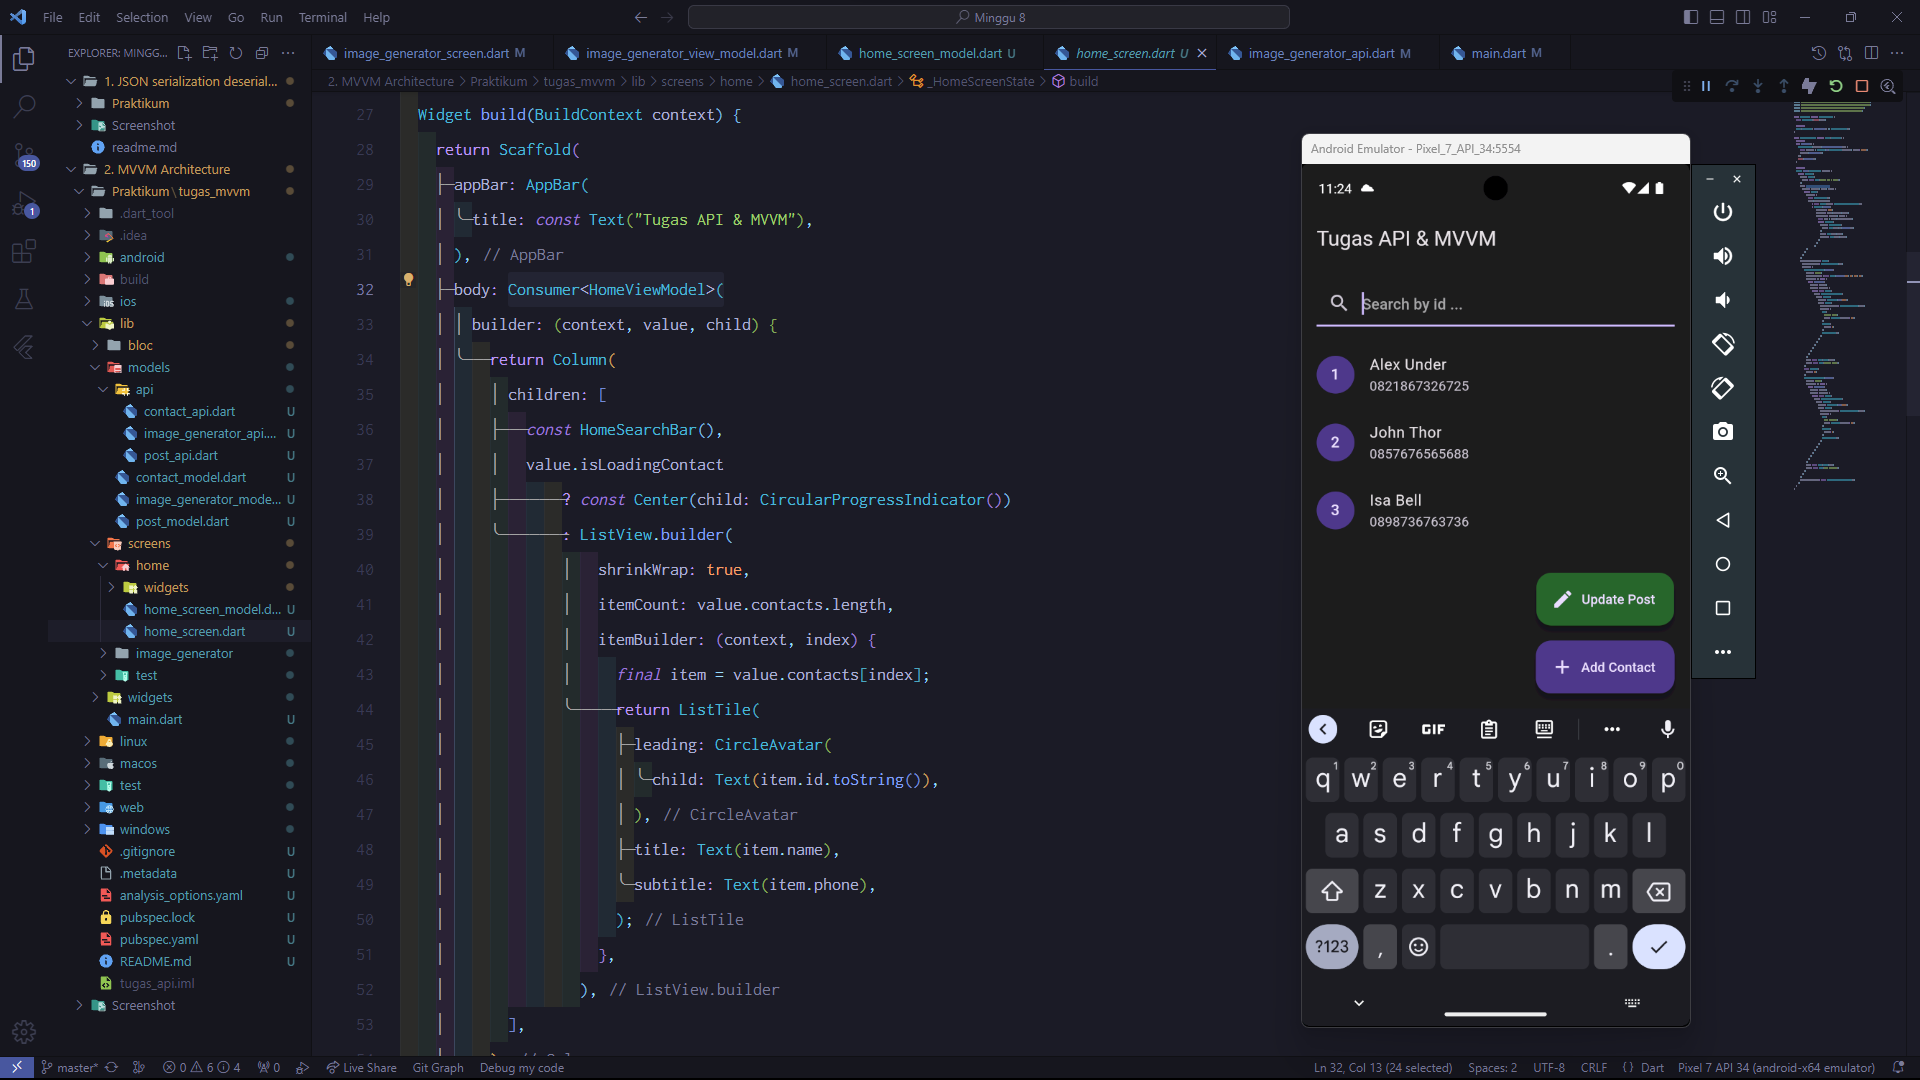 File Edit Selection View Go Run Terminal Help
Minggu 8
EXPLORER: MINGG...
1. JSON serialization deserial...
Praktikum
Screenshot
readme.md
2. MVVM Architecture
Praktikum\tugas_mvvm
.dart_tool
.idea
android
build
ios
lib
bloc
models
api
contact_api.dart U
image_generator_api.... U
post_api.dart U
contact_model.dart U
image_generator_mode... U
post_model.dart U
screens
home
widgets
home_screen_model.d... U
home_screen.dart U
image_generator
test
widgets
main.dart U
linux
macos
test
web
windows
.gitignore U
.metadata U
analysis_options.yaml U
pubspec.lock U
pubspec.yaml U
README.md U
tugas_api.iml
Screenshot
150
1
image_generator_screen.dart M
image_generator_view_model.dart M
home_screen_model.dart U
home_screen.dart U
image_generator_api.dart M
main.dart M
2. MVVM Architecture > Praktikum > tugas_mvvm > lib > screens > home > home_screen.dart > _HomeScreenState > build
27 Widget build(BuildContext context) {
28 return Scaffold(
29 appBar: AppBar(
30 title: const Text("Tugas API & MVVM"),
31 ), // AppBar
32 body: Consumer<HomeViewModel>(
33 builder: (context, value, child) {
34 return Column(
35 children: [
36 const HomeSearchBar(),
37 value.isLoadingContact
38 ? const Center(child: CircularProgressIndicator())
39 : ListView.builder(
40 shrinkWrap: true,
41 itemCount: value.contacts.length,
42 itemBuilder: (context, index) {
43 final item = value.contacts[index];
44 return ListTile(
45 leading: CircleAvatar(
46 child: Text(item.id.toString()),
47 ), // CircleAvatar
48 title: Text(item.name),
49 subtitle: Text(item.phone),
50 ); // ListTile
51 },
52 ), // ListView.builder
53 ],
Android Emulator - Pixel_7_API_34:5554
11:24
Tugas API & MVVM
Search by id ...
1 Alex Under
0821867326725
2 John Thor
0857676565688
3 Isa Bell
0898736763736
Update Post
Add Contact
GIF
q1 w2 e3 r4 t5 y6 u7 i8 o9 p0
a s d f g h j k l
z x c v b n m
?123 , .
master* 0 6 4 0 Live Share Git Graph Debug my code
Ln 32, Col 13 (24 selected) Spaces: 2 UTF-8 CRLF { } Dart Pixel 7 API 34 (android-x64 emulator)